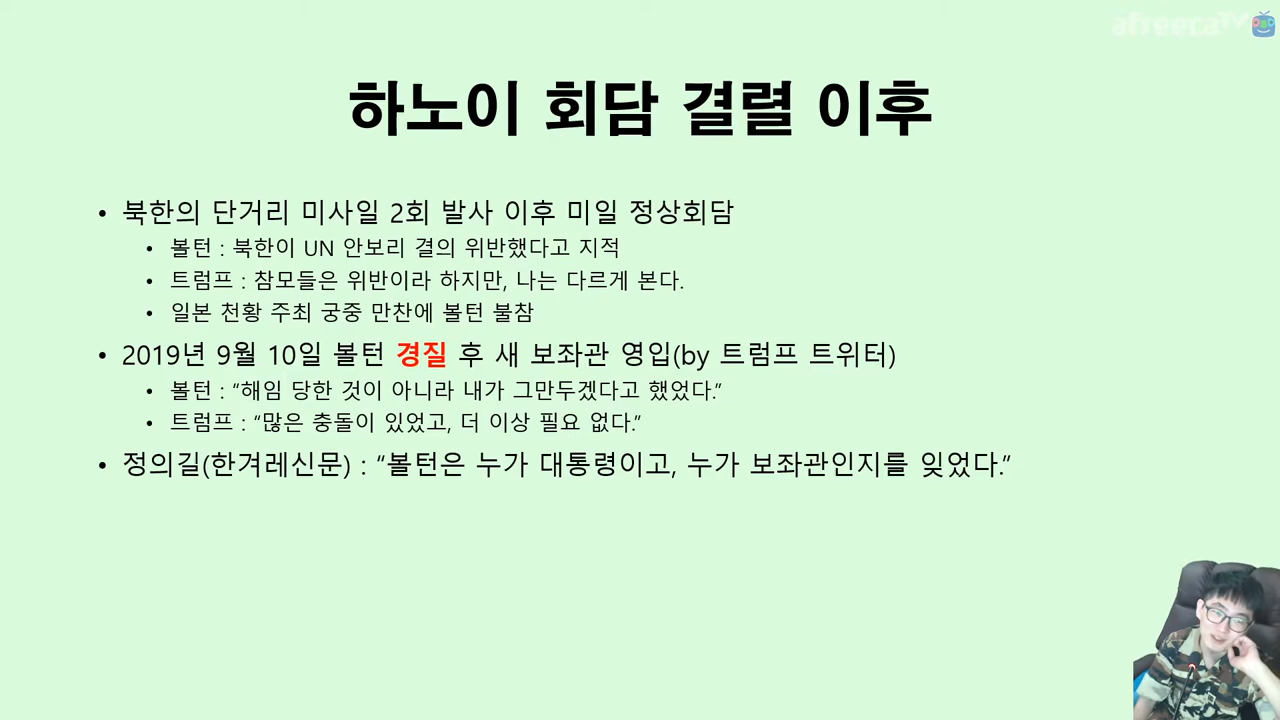 afreecaTV
하노이 회담 결렬 이후
• 북한의 단거리 미사일 2회 발사 이후 미일 정상회담
• 볼턴 : 북한이 UN 안보리 결의 위반했다고 지적
• 트럼프 : 참모들은 위반이라 하지만, 나는 다르게 본다.
• 일본 천황 주최 궁중 만찬에 볼턴 불참
• 2019년 9월 10일 볼턴 경질 후 새 보좌관 영입(by 트럼프 트위터)
• 볼턴 : “해임 당한 것이 아니라 내가 그만두겠다고 했었다.”
• 트럼프 : “많은 충돌이 있었고, 더 이상 필요 없다.”
• 정의길(한겨레신문) : “볼턴은 누가 대통령이고, 누가 보좌관인지를 잊었다.”